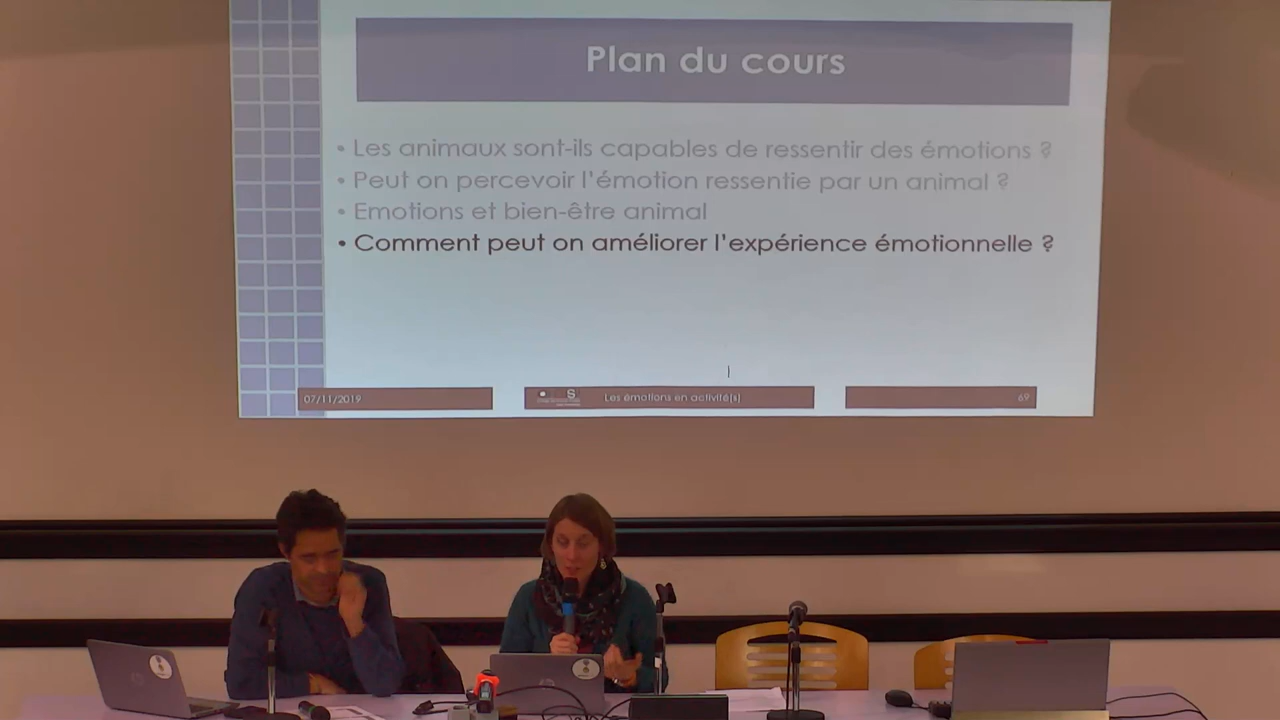 Plan du cours
• Les animaux sont-ils capables de ressentir des émotions ?
• Peut on percevoir l'émotion ressentie par un animal ?
• Emotions et bien-être animal
• Comment peut on améliorer l'expérience émotionnelle ?
07/11/2019
S
Les émotions en activité(s)
69